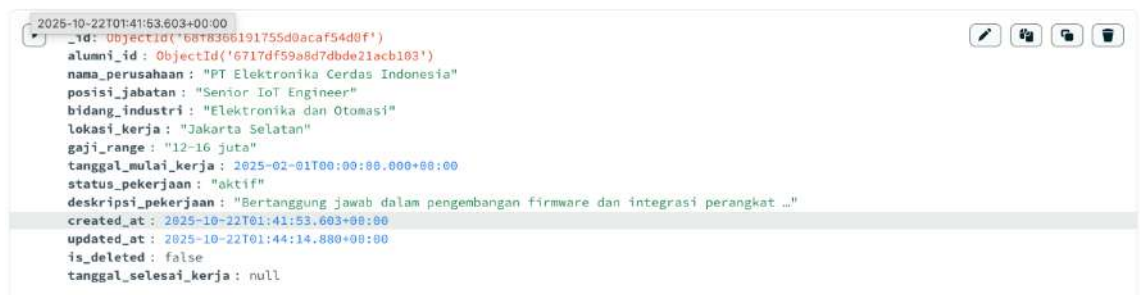 2025-10-22T01:41:53.603+00:00
_id: ObjectId('68f8366191755d0acaf54d0f')
alumni_id : ObjectId('6717df59a8d7dbde21acb103')
nama_perusahaan : "PT Elektronika Cerdas Indonesia"
posisi_jabatan : "Senior IoT Engineer"
bidang_industri : "Elektronika dan Otomasi"
lokasi_kerja : "Jakarta Selatan"
gaji_range : "12-16 juta"
tanggal_mulai_kerja : 2025-02-01T00:00:00.000+00:00
status_pekerjaan : "aktif"
deskripsi_pekerjaan : "Bertanggung jawab dalam pengembangan firmware dan integrasi perangkat …"
created_at : 2025-10-22T01:41:53.603+00:00
updated_at : 2025-10-22T01:44:14.880+00:00
is_deleted : false
tanggal_selesai_kerja : null